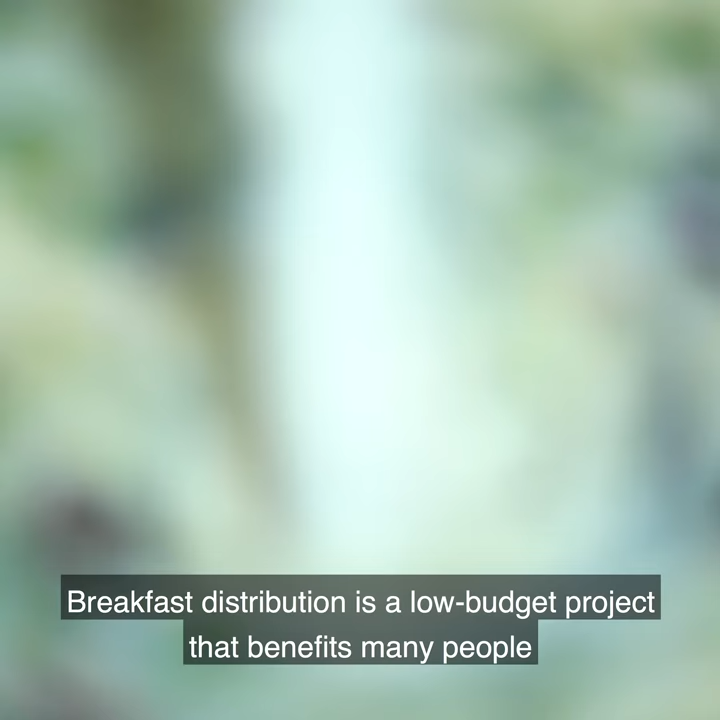 Breakfast distribution is a low-budget project
that benefits many people